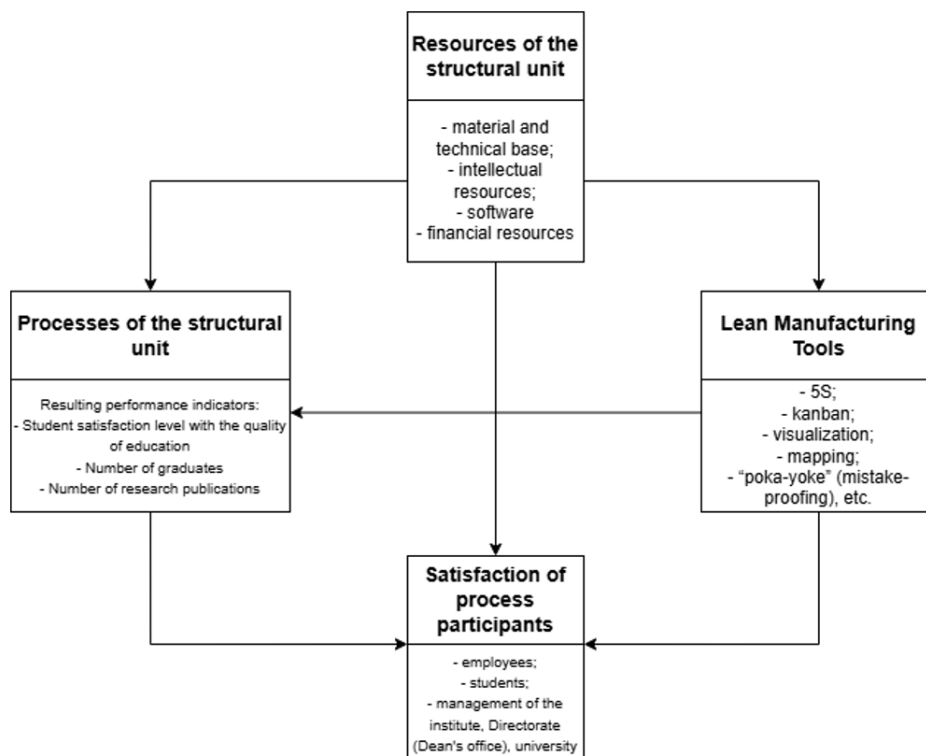 Resources of the
structural unit
- material and
technical base;
- intellectual
resources;
- software
- financial resources
Processes of the structural
unit
Resulting performance indicators:
- Student satisfaction level with the quality
of education
- Number of graduates
- Number of research publications
Lean Manufacturing
Tools
- 5S;
- kanban;
- visualization;
- mapping;
- “poka-yoke” (mistake-
proofing), etc.
Satisfaction of
process
participants
- employees;
- students;
- management of the
institute, Directorate
(Dean's office), university